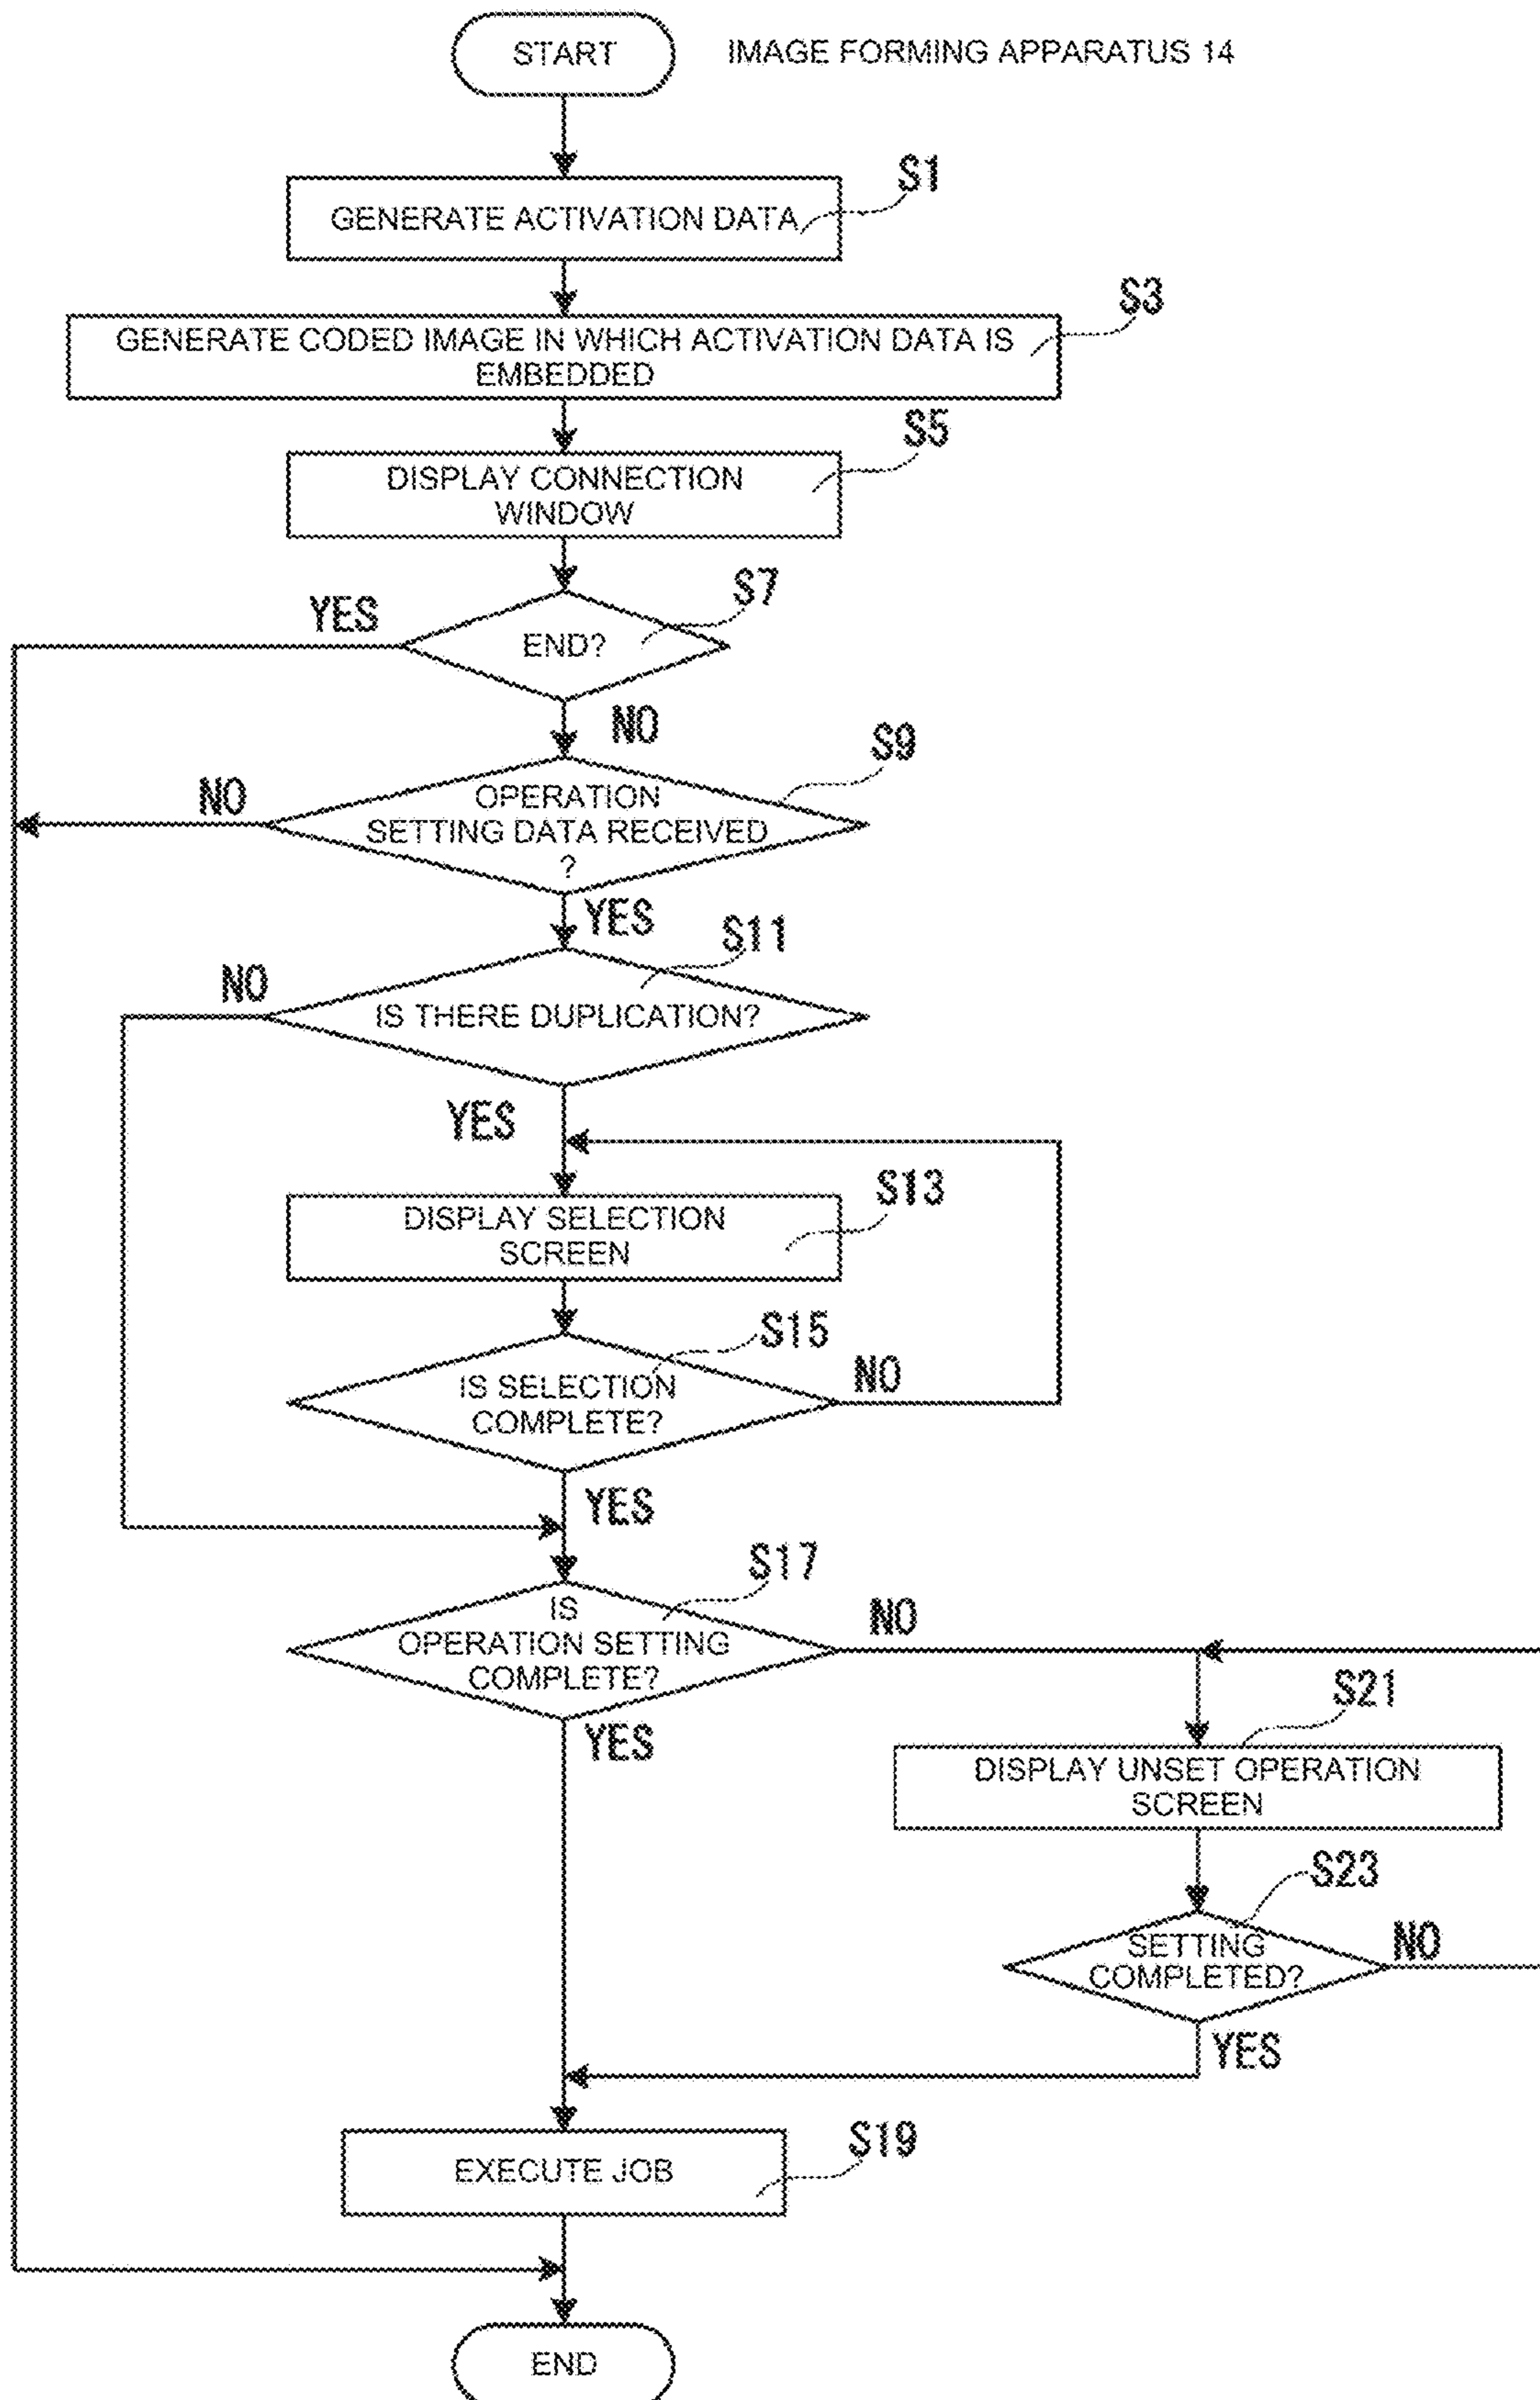 START
IMAGE FORMING APPARATUS 14
S1
GENERATE ACTIVATION DATA
S3
GENERATE CODED IMAGE IN WHICH ACTIVATION DATA IS
EMBEDDED
S5
DISPLAY CONNECTION
WINDOW
S7
YES
END?
NO
S9
NO
OPERATION
SETTING DATA RECEIVED
?
YES
S11
NO
IS THERE DUPLICATION?
YES
S13
DISPLAY SELECTION
SCREEN
S15
IS SELECTION
COMPLETE?
NO
YES
S17
IS
OPERATION SETTING
COMPLETE?
NO
YES
S21
DISPLAY UNSET OPERATION
SCREEN
S23
SETTING
COMPLETED?
NO
YES
S19
EXECUTE JOB
END